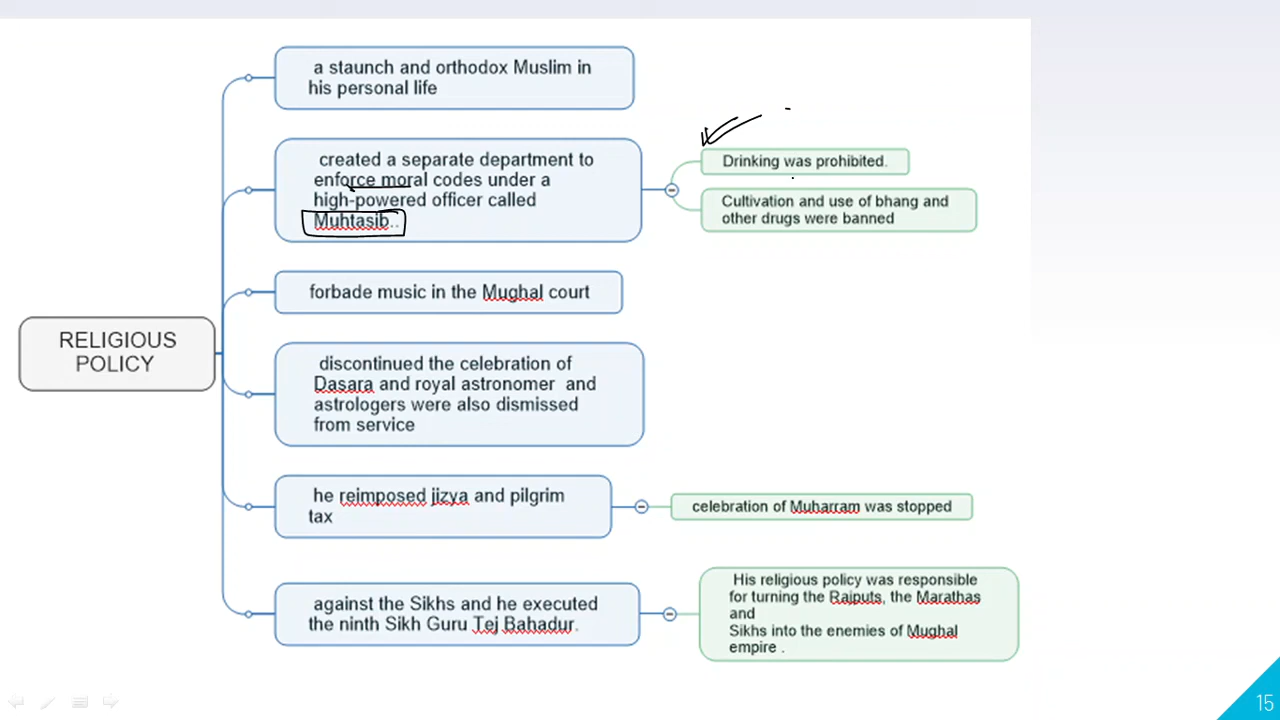 a staunch and orthodox Muslim in
his personal life
created a separate department to
enforce moral codes under a
high-powered officer called
Muhtasib..
Drinking was prohibited.
Cultivation and use of bhang and
other drugs were banned
forbade music in the Mughal court
RELIGIOUS
POLICY
discontinued the celebration of
Dasara and royal astronomer and
astrologers were also dismissed
from service
he reimposed jizya and pilgrim
tax
celebration of Muharram was stopped
against the Sikhs and he executed
the ninth Sikh Guru Tej Bahadur.
His religious policy was responsible
for turning the Rajputs, the Marathas
and
Sikhs into the enemies of Mughal
empire .
15